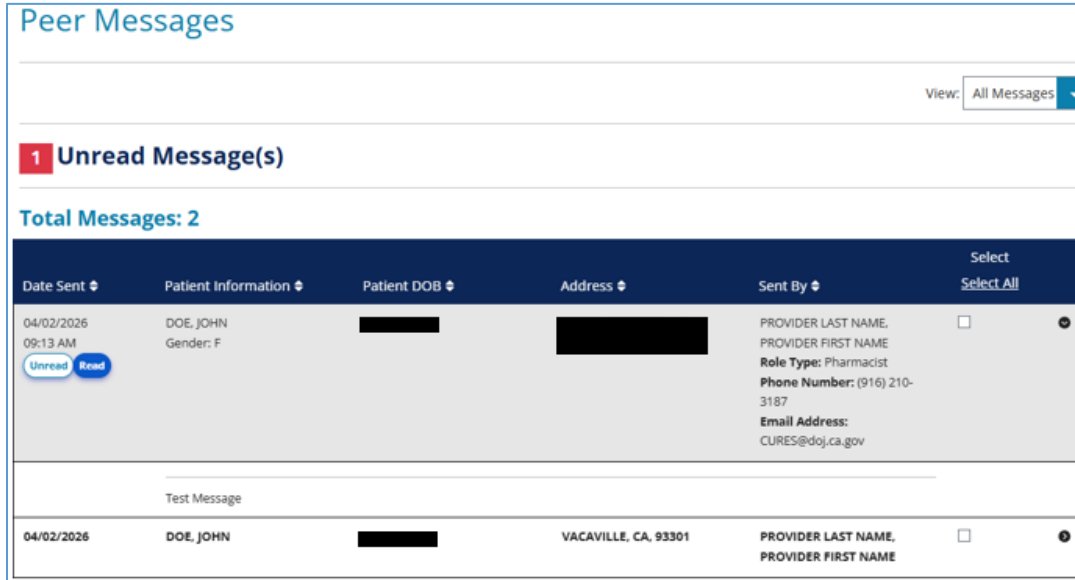 Peer Messages
View: All Messages
1 Unread Message(s)
Total Messages: 2
Date Sent Patient Information Patient DOB Address Sent By Select
Select All
04/02/2026 DOE, JOHN PROVIDER LAST NAME,
09:13 AM Gender: F PROVIDER FIRST NAME
Unread Read Role Type: Pharmacist
Phone Number: (916) 210-
3187
Email Address:
CURES@doj.ca.gov
Test Message
04/02/2026 DOE, JOHN VACAVILLE, CA, 93301 PROVIDER LAST NAME,
PROVIDER FIRST NAME